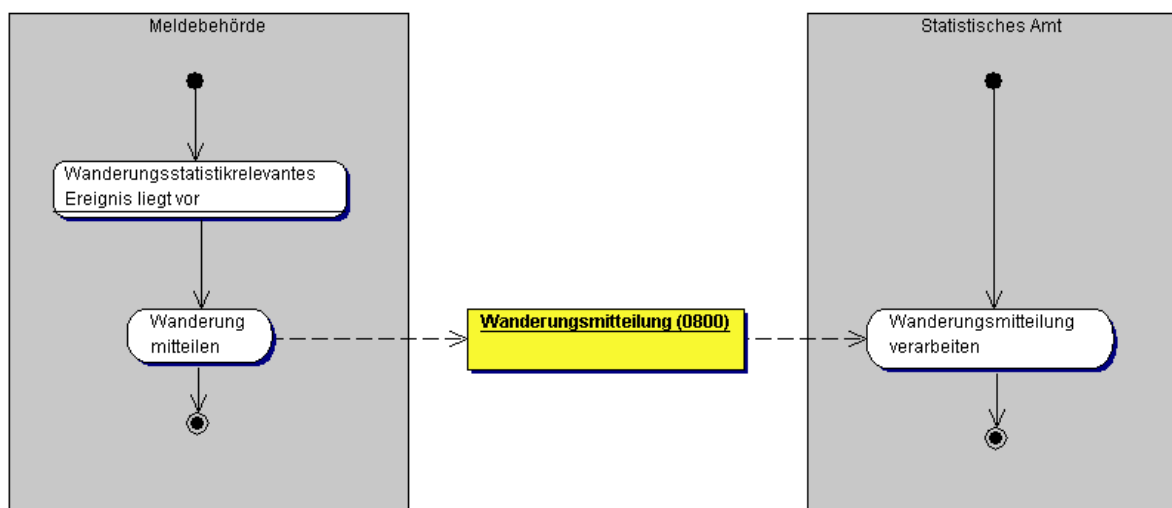 Meldebehörde
Statistisches Amt
Wanderungsstatistikrelevantes
Ereignis liegt vor
Wanderung
mitteilen
Wanderungsmitteilung (0800)
Wanderungsmitteilung
verarbeiten